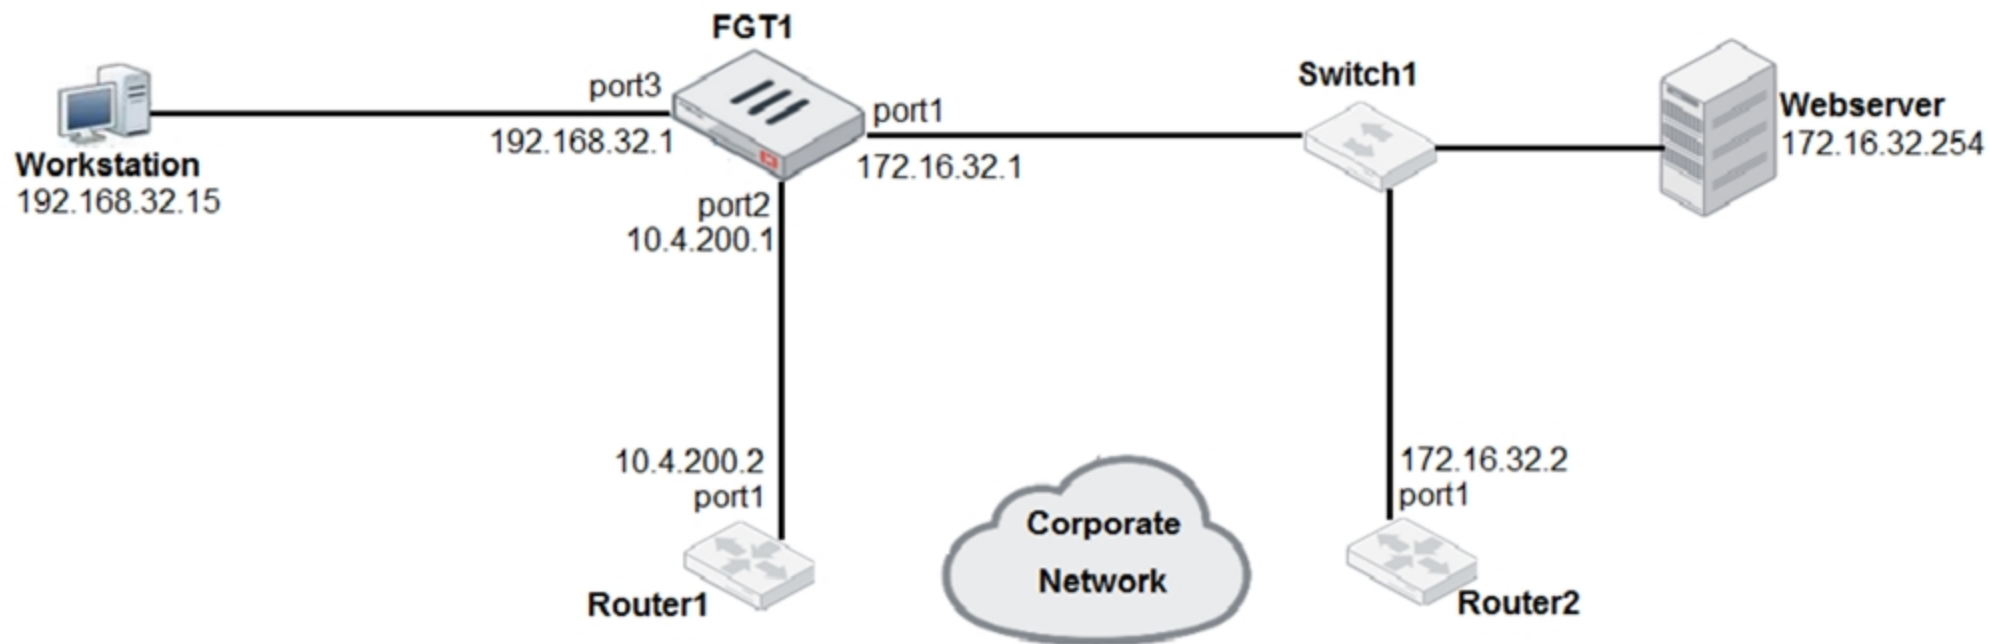 FGT1
port3
192.168.32.1
port1
172.16.32.1
Switch1
Webserver
172.16.32.254
Workstation
192.168.32.15
port2
10.4.200.1
10.4.200.2
port1
Router1
Corporate
Network
172.16.32.2
port1
Router2